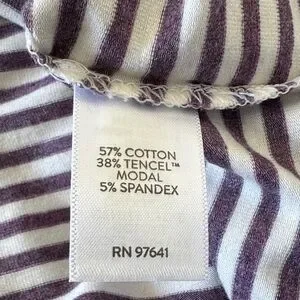 57% COTTON
38% TENCEL™
MODAL
5% SPANDEX
RN 97641